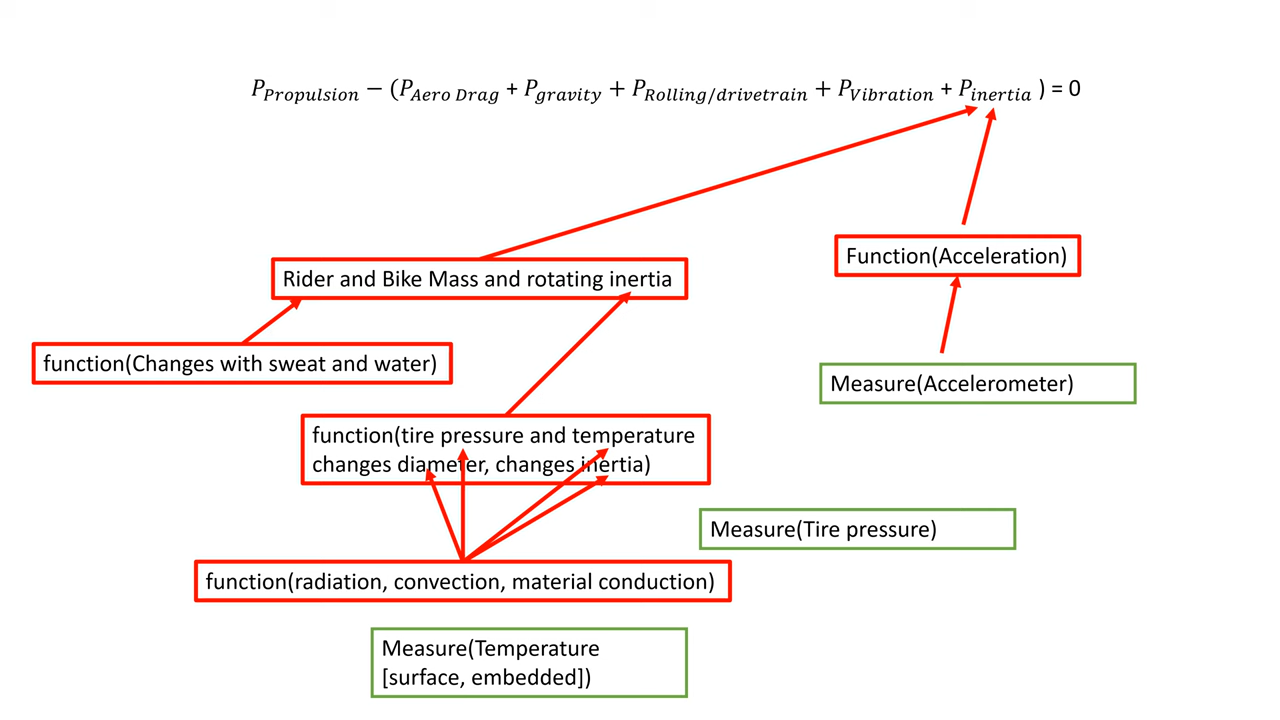 P_Propulsion − (P_Aero Drag + P_gravity + P_Rolling/drivetrain + P_Vibration + P_inertia ) = 0
Function(Acceleration)
Rider and Bike Mass and rotating inertia
function(Changes with sweat and water)
Measure(Accelerometer)
function(tire pressure and temperature
changes diameter, changes inertia)
Measure(Tire pressure)
function(radiation, convection, material conduction)
Measure(Temperature
[surface, embedded])